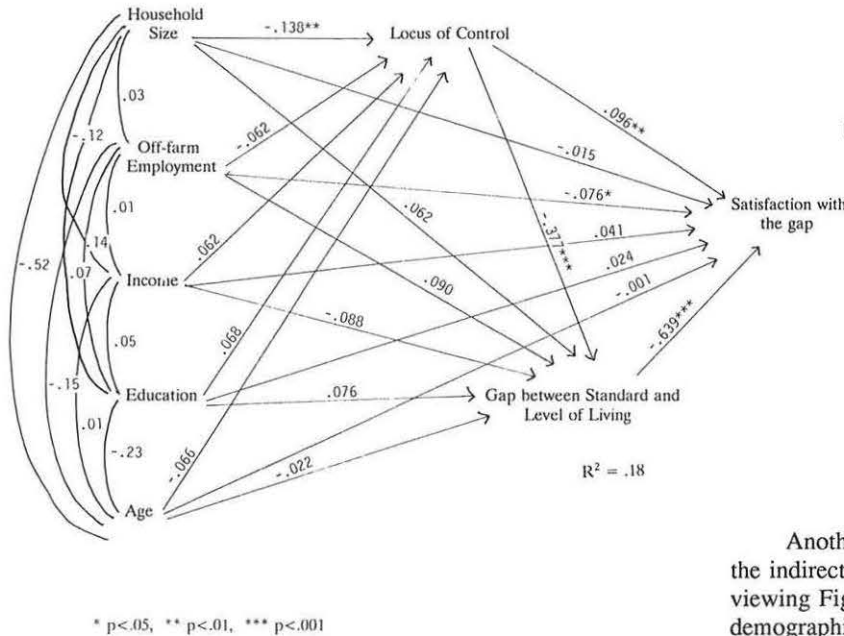 Household
Size
-.138**
Locus of Control
.03
.096**
-.12
-.062
-.015
Off-farm
Employment
.062
-.076*
Satisfaction with
the gap
.01
.14
.062
-.377***
.041
-.52
.07
.024
Income
.090
-.001
-.088
.05
.068
-.639***
-.15
Education
.076
Gap between Standard and
Level of Living
.01
-.23
-.066
-.022
R² = .18
Age
Anoth
the indirect
viewing Fig
demographi
* p<.05, ** p<.01, *** p<.001